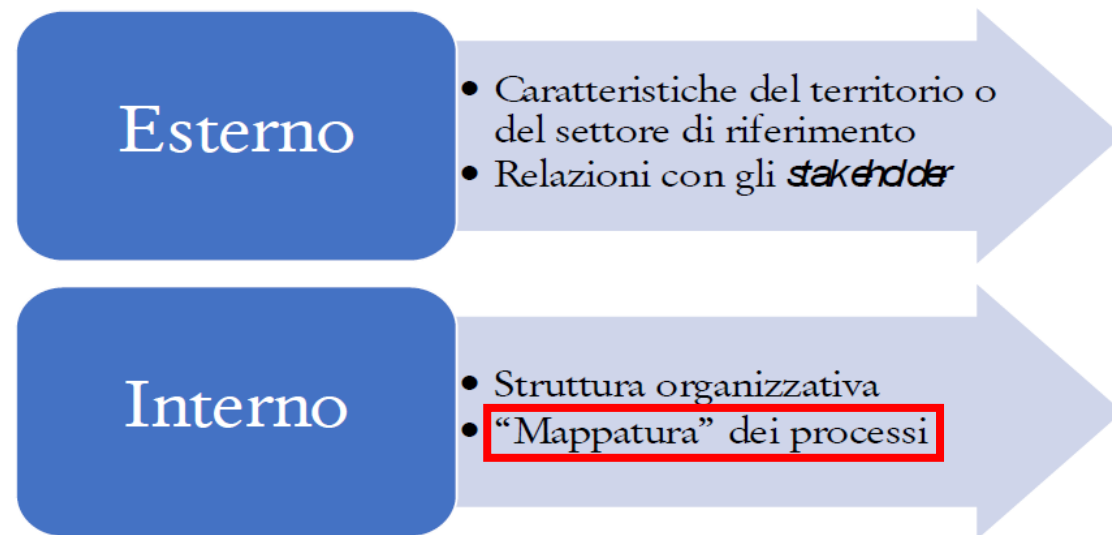 Esterno
• Caratteristiche del territorio o
del settore di riferimento
• Relazioni con gli stakeholder
Interno
• Struttura organizzativa
• “Mappatura” dei processi